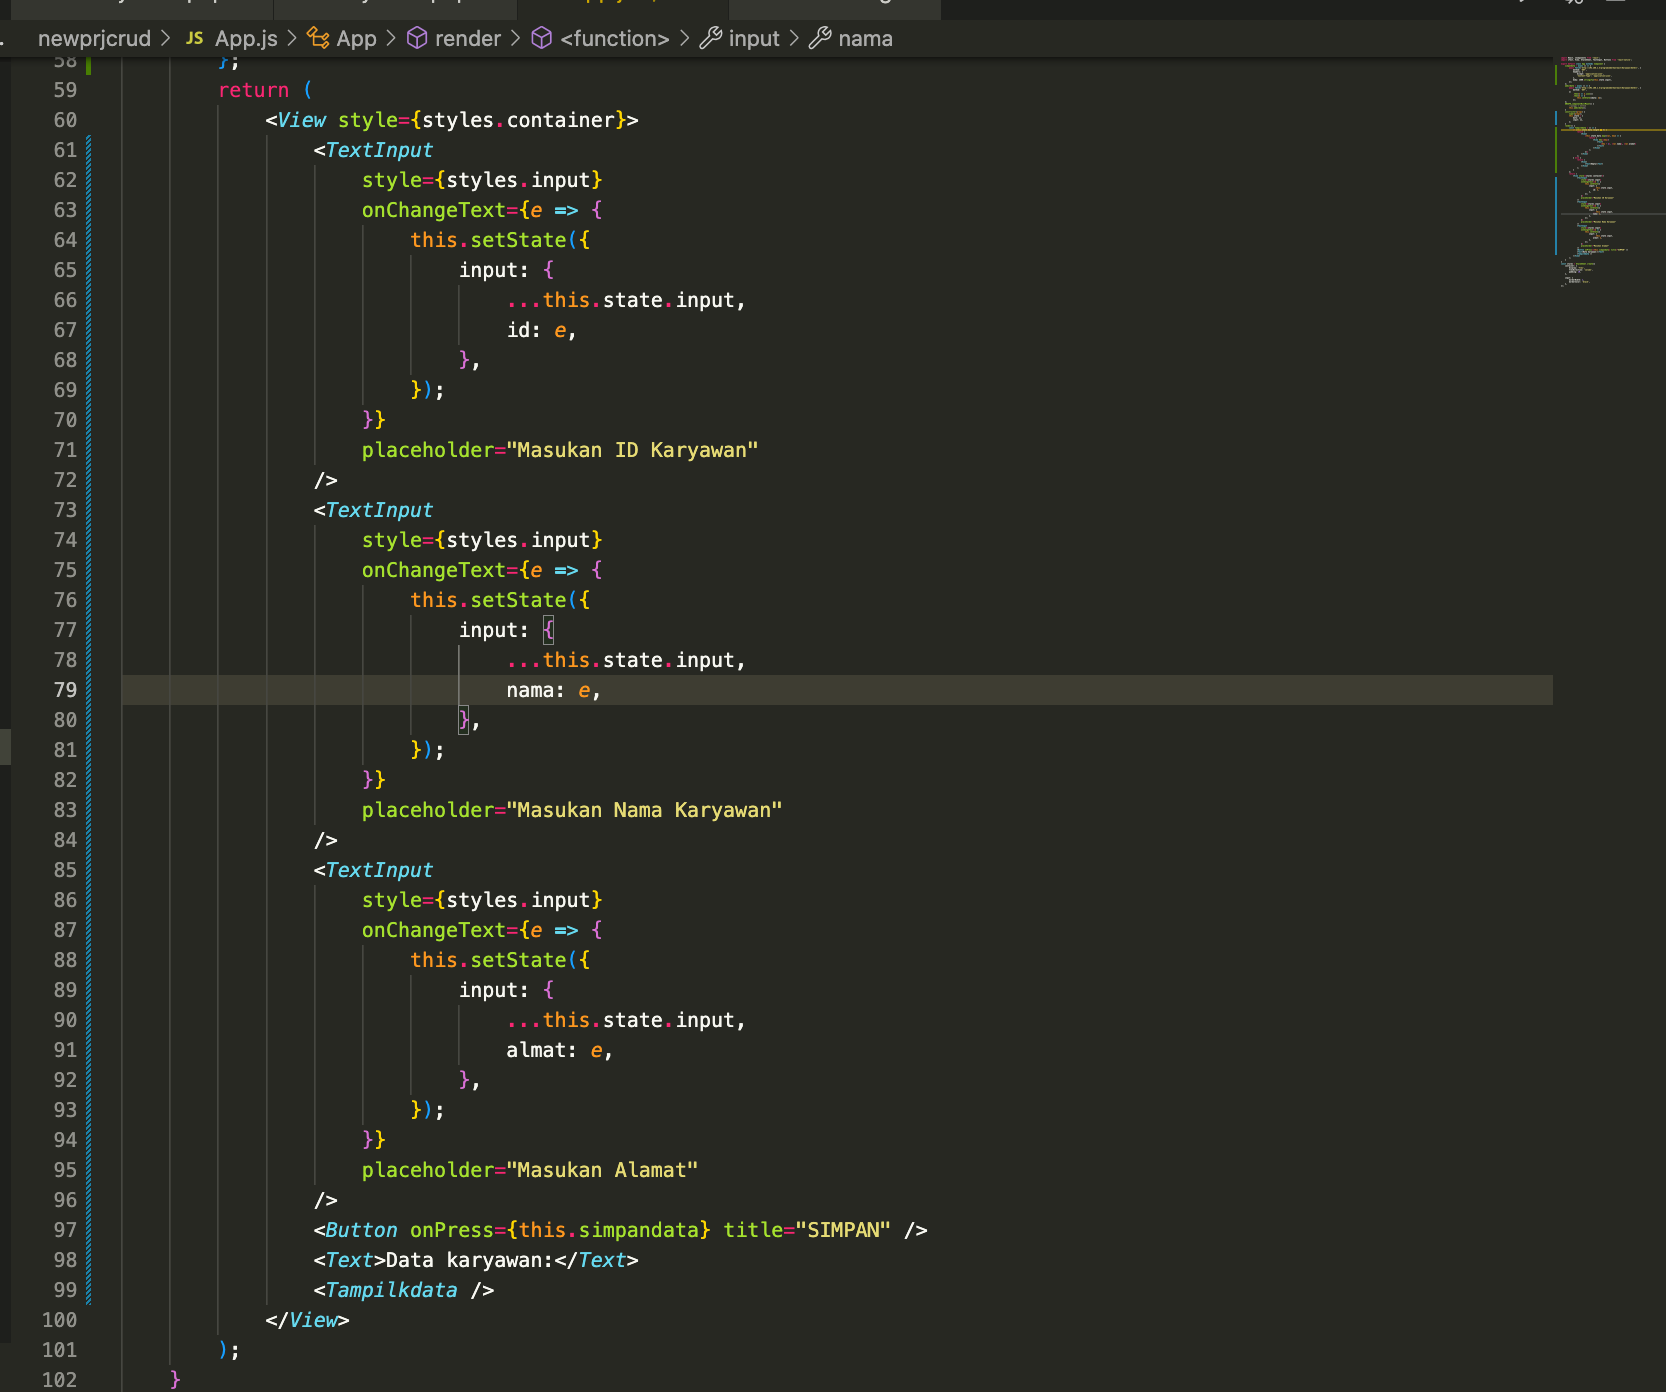 newprjcrud > JS App.js > App > render > <function> > input > nama
58 };
59 return (
60 <View style={styles.container}>
61 <TextInput
62 style={styles.input}
63 onChangeText={e => {
64 this.setState({
65 input: {
66 ...this.state.input,
67 id: e,
68 },
69 });
70 }}
71 placeholder="Masukan ID Karyawan"
72 />
73 <TextInput
74 style={styles.input}
75 onChangeText={e => {
76 this.setState({
77 input: {
78 ...this.state.input,
79 nama: e,
80 },
81 });
82 }}
83 placeholder="Masukan Nama Karyawan"
84 />
85 <TextInput
86 style={styles.input}
87 onChangeText={e => {
88 this.setState({
89 input: {
90 ...this.state.input,
91 almat: e,
92 },
93 });
94 }}
95 placeholder="Masukan Alamat"
96 />
97 <Button onPress={this.simpandata} title="SIMPAN" />
98 <Text>Data karyawan:</Text>
99 <Tampilkdata />
100 </View>
101 );
102 }